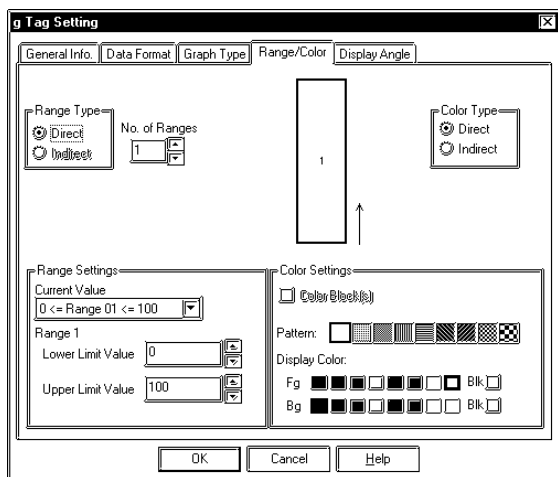 g Tag Setting
General Info. Data Format Graph Type Range/Color Display Angle
Range Type
Direct
Indirect
No. of Ranges
1
1
Color Type
Direct
Indirect
Range Settings
Current Value
0 <= Range 01 <= 100
Range 1
Lower Limit Value 0
Upper Limit Value 100
Color Settings
Color Block(s)
Pattern:
Display Color:
Fg Blk
Bg Blk
OK Cancel Help